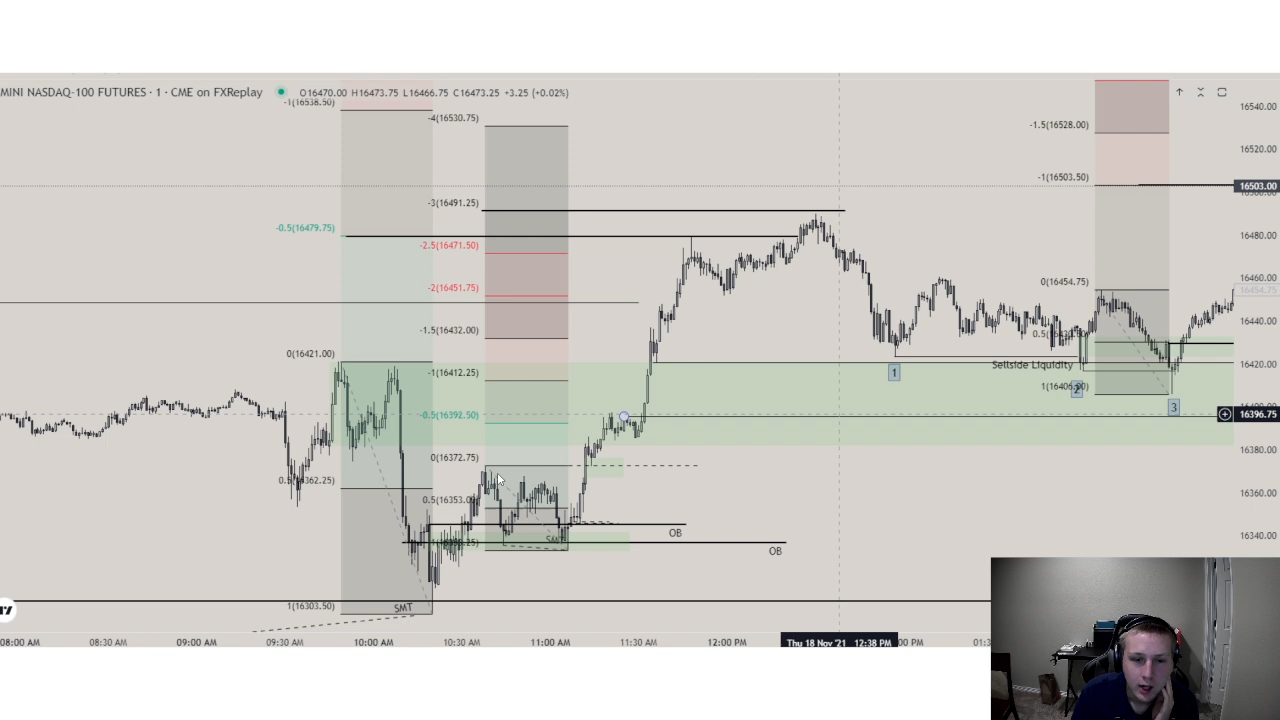 MINI NASDAQ-100 FUTURES · 1 · CME on FXReplay
O16470.00 H16473.75 L16466.75 C16473.25 +3.25 (+0.02%)
-1(16538.50)
-4(16530.75)
-3(16491.25)
-0.5(16479.75)
-2.5(16471.50)
-2(16451.75)
-1.5(16432.00)
0(16421.00)
-1(16412.25)
-0.5(16392.50)
0(16372.75)
0.5(16362.25)
0.5(16353.00)
SMT
OB
OB
1(16303.50)
SMT
-1.5(16528.00)
-1(16503.50)
0(16454.75)
Sellside Liquidity
1(16406.00)
1
2
3
16540.00
16520.00
16503.00
16480.00
16460.00
16454.75
16440.00
16420.00
16396.75
16380.00
16360.00
16340.00
08:00 AM
08:30 AM
09:00 AM
09:30 AM
10:00 AM
10:30 AM
11:00 AM
11:30 AM
12:00 PM
Thu 18 Nov '21 12:38 PM